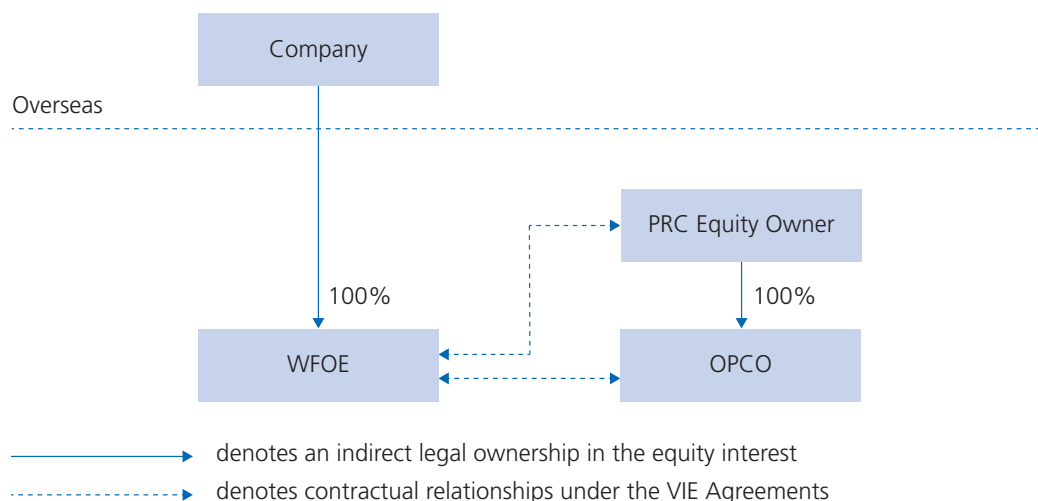 Company
Overseas
PRC Equity Owner
100%
100%
WFOE
OPCO
denotes an indirect legal ownership in the equity interest
denotes contractual relationships under the VIE Agreements